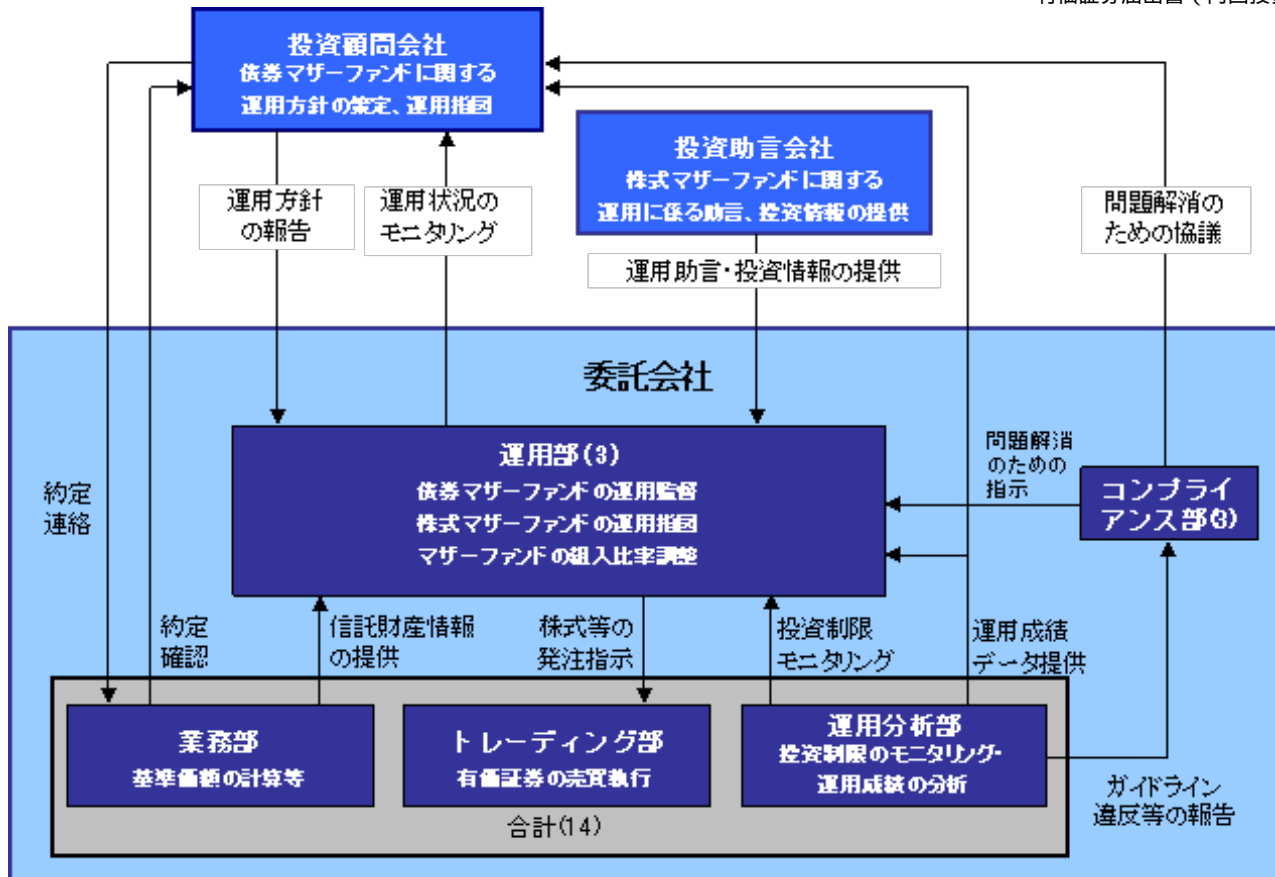 投資顧問会社
債券マザーファンドに関する
運用方針の策定、運用指図
投資助言会社
株式マザーファンドに関する
運用に係る助言、投資情報の提供
運用方針
の報告
運用状況の
モニタリング
問題解消の
ための協議
運用助言・投資情報の提供
委託会社
運用部(3)
債券マザーファンドの運用監督
株式マザーファンドの運用指図
マザーファンドの組入比率調整
問題解消
のための
指示
コンプライ
アンス部(3)
約定
連絡
約定
確認
信託財産情報
の提供
株式等の
発注指示
投資制限
モニタリング
運用成績
データ提供
業務部
基準価額の計算等
トレーディング部
有価証券の売買執行
運用分析部
投資制限のモニタリング・
運用成績の分析
ガイドライン
違反等の報告
合計(14)